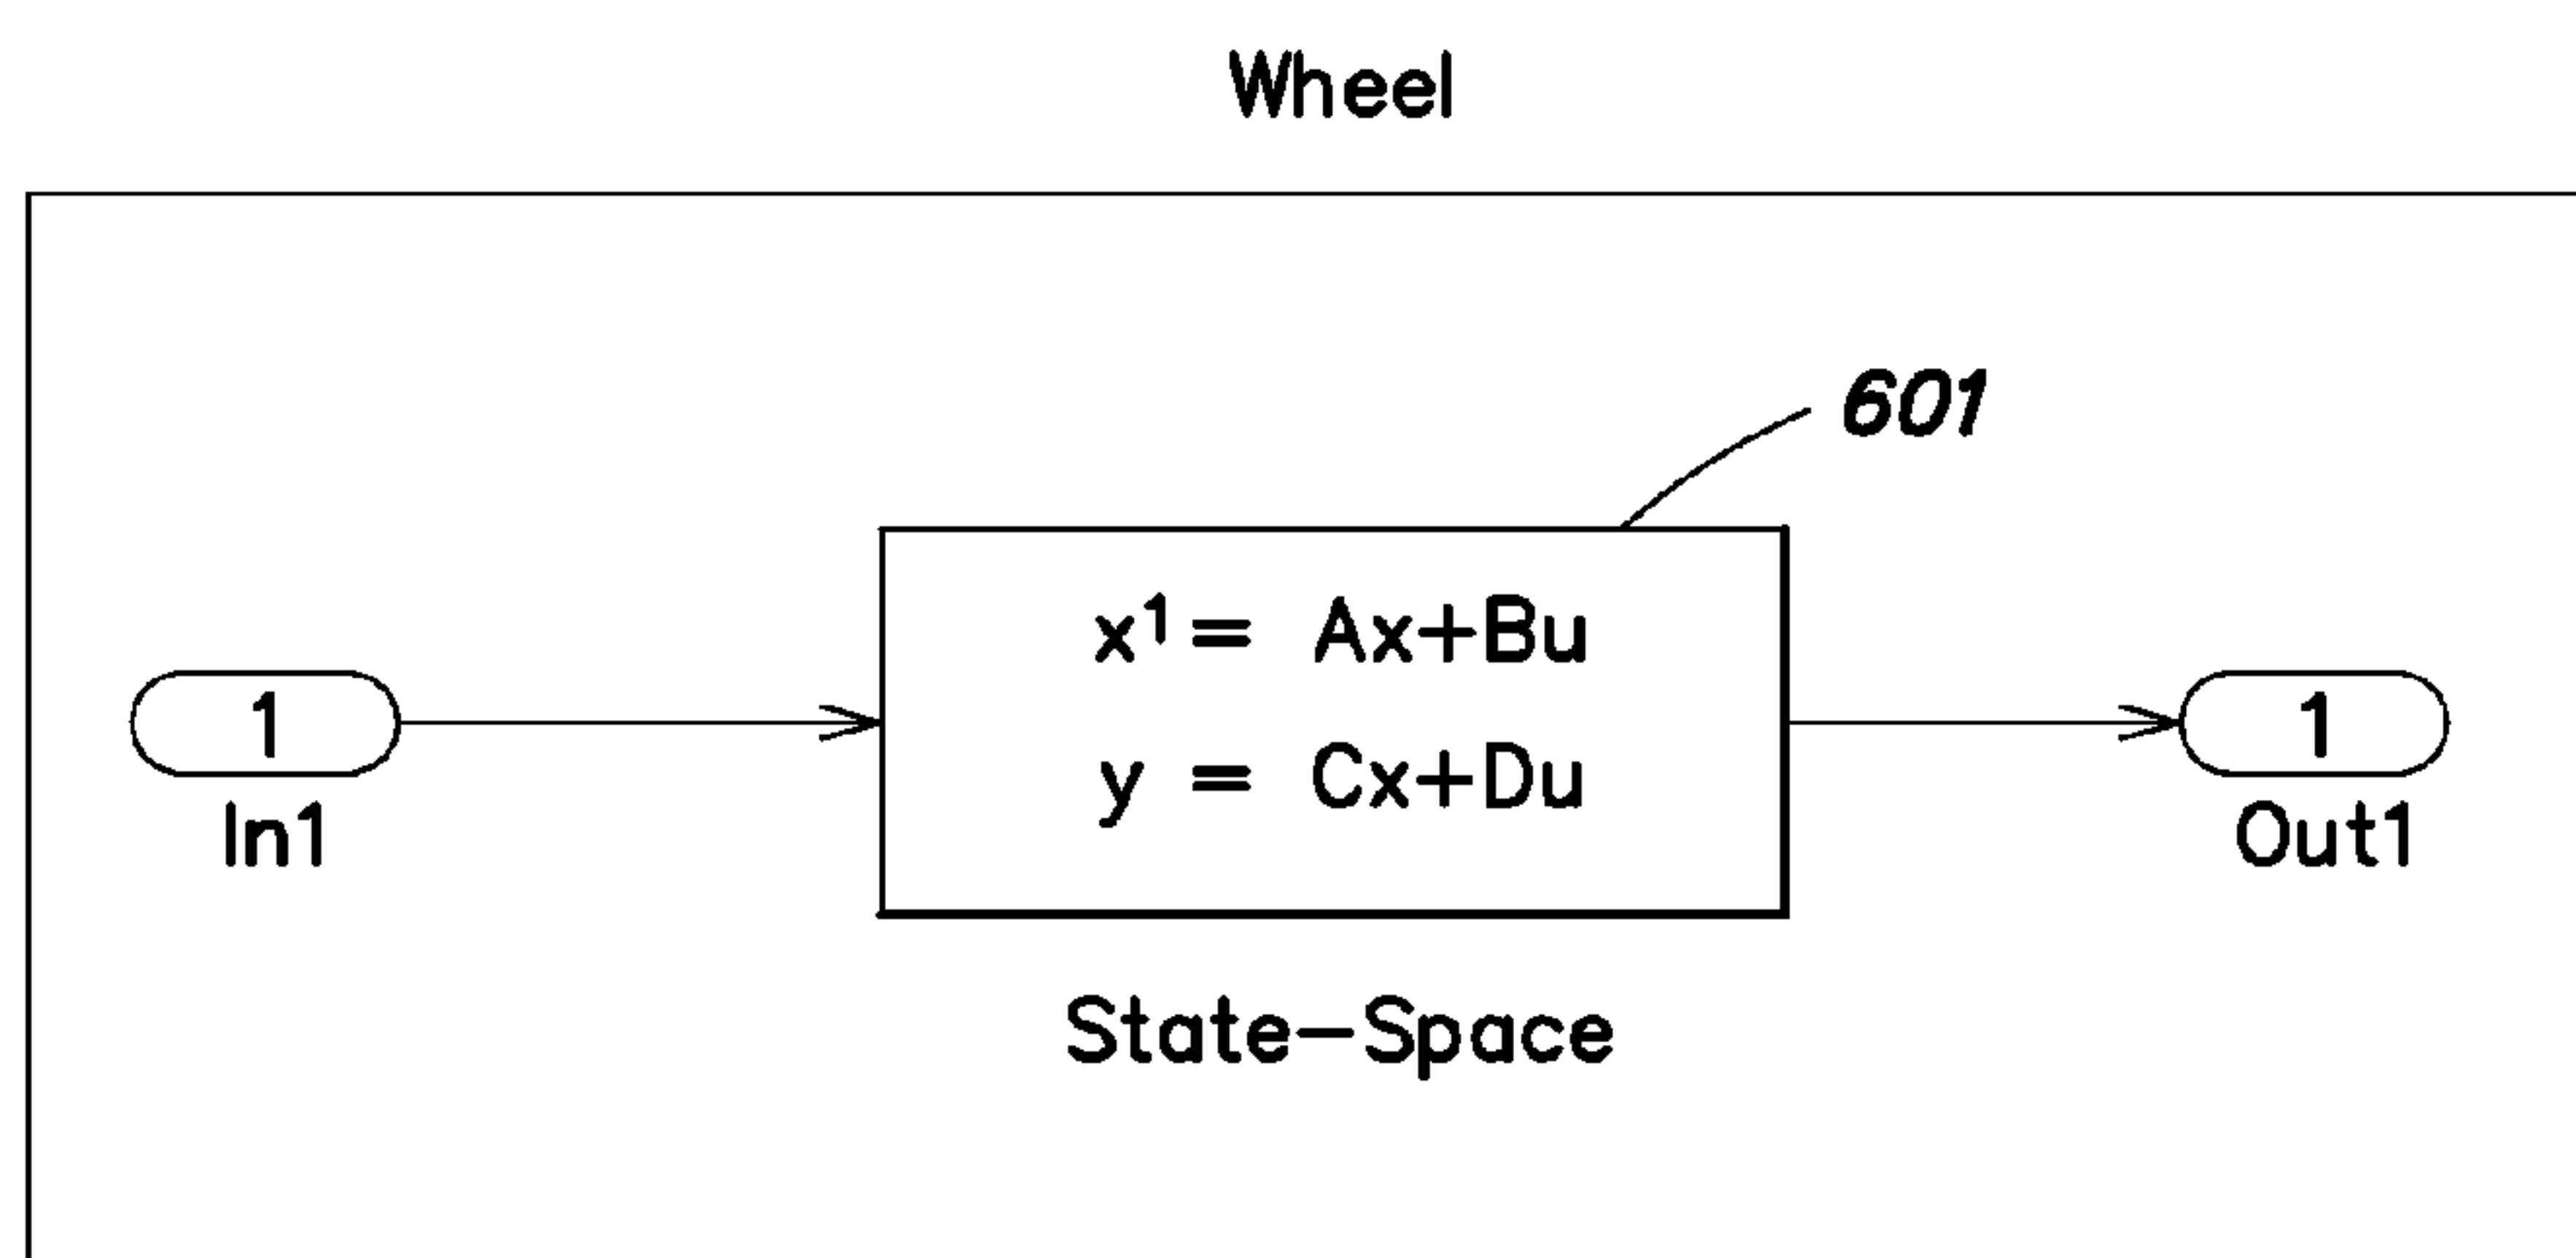 Wheel
601
x¹= Ax+Bu
y = Cx+Du
1
In1
1
Out1
State-Space